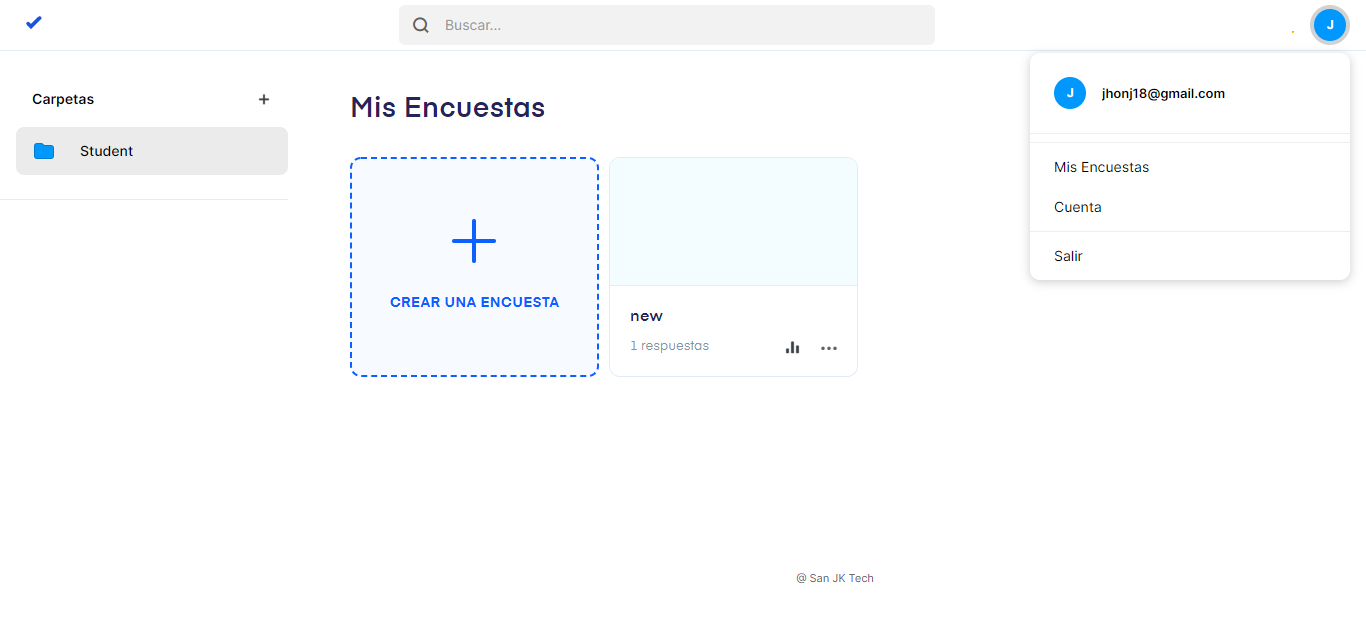 Buscar...
J
Carpetas
+
Student
Mis Encuestas
CREAR UNA ENCUESTA
new
1 respuestas
J
jhonj18@gmail.com
Mis Encuestas
Cuenta
Salir
@ San JK Tech